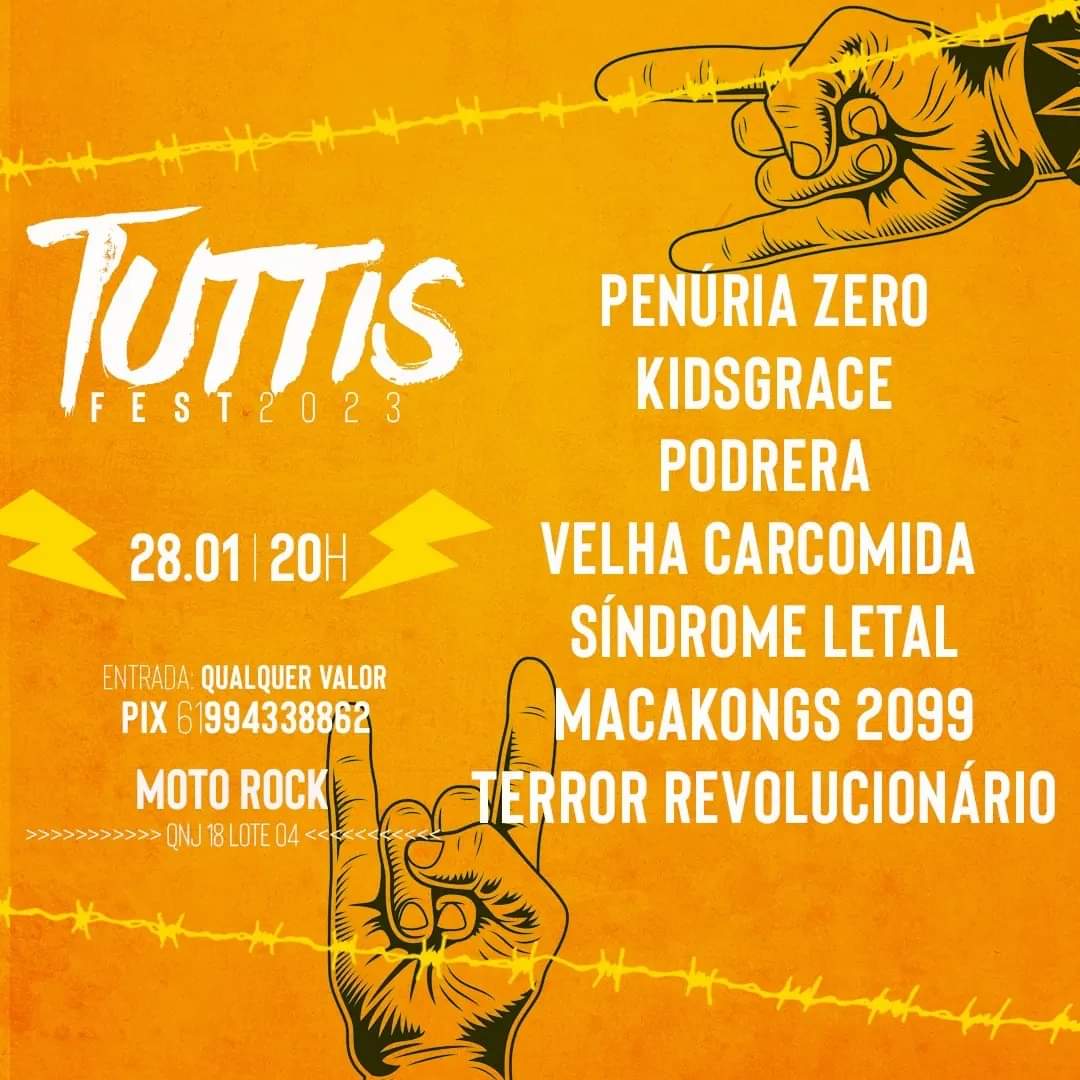 TUTTIS
FEST 2023
28.01 | 20H
ENTRADA: QUALQUER VALOR
PIX 61994338862
MOTO ROCK
>>>>>>>>>>> QNJ 18 LOTE 04 <<<<<<<<<<<
PENÚRIA ZERO
KIDSGRACE
PODRERA
VELHA CARCOMIDA
SÍNDROME LETAL
MACAKONGS 2099
TERROR REVOLUCIONÁRIO